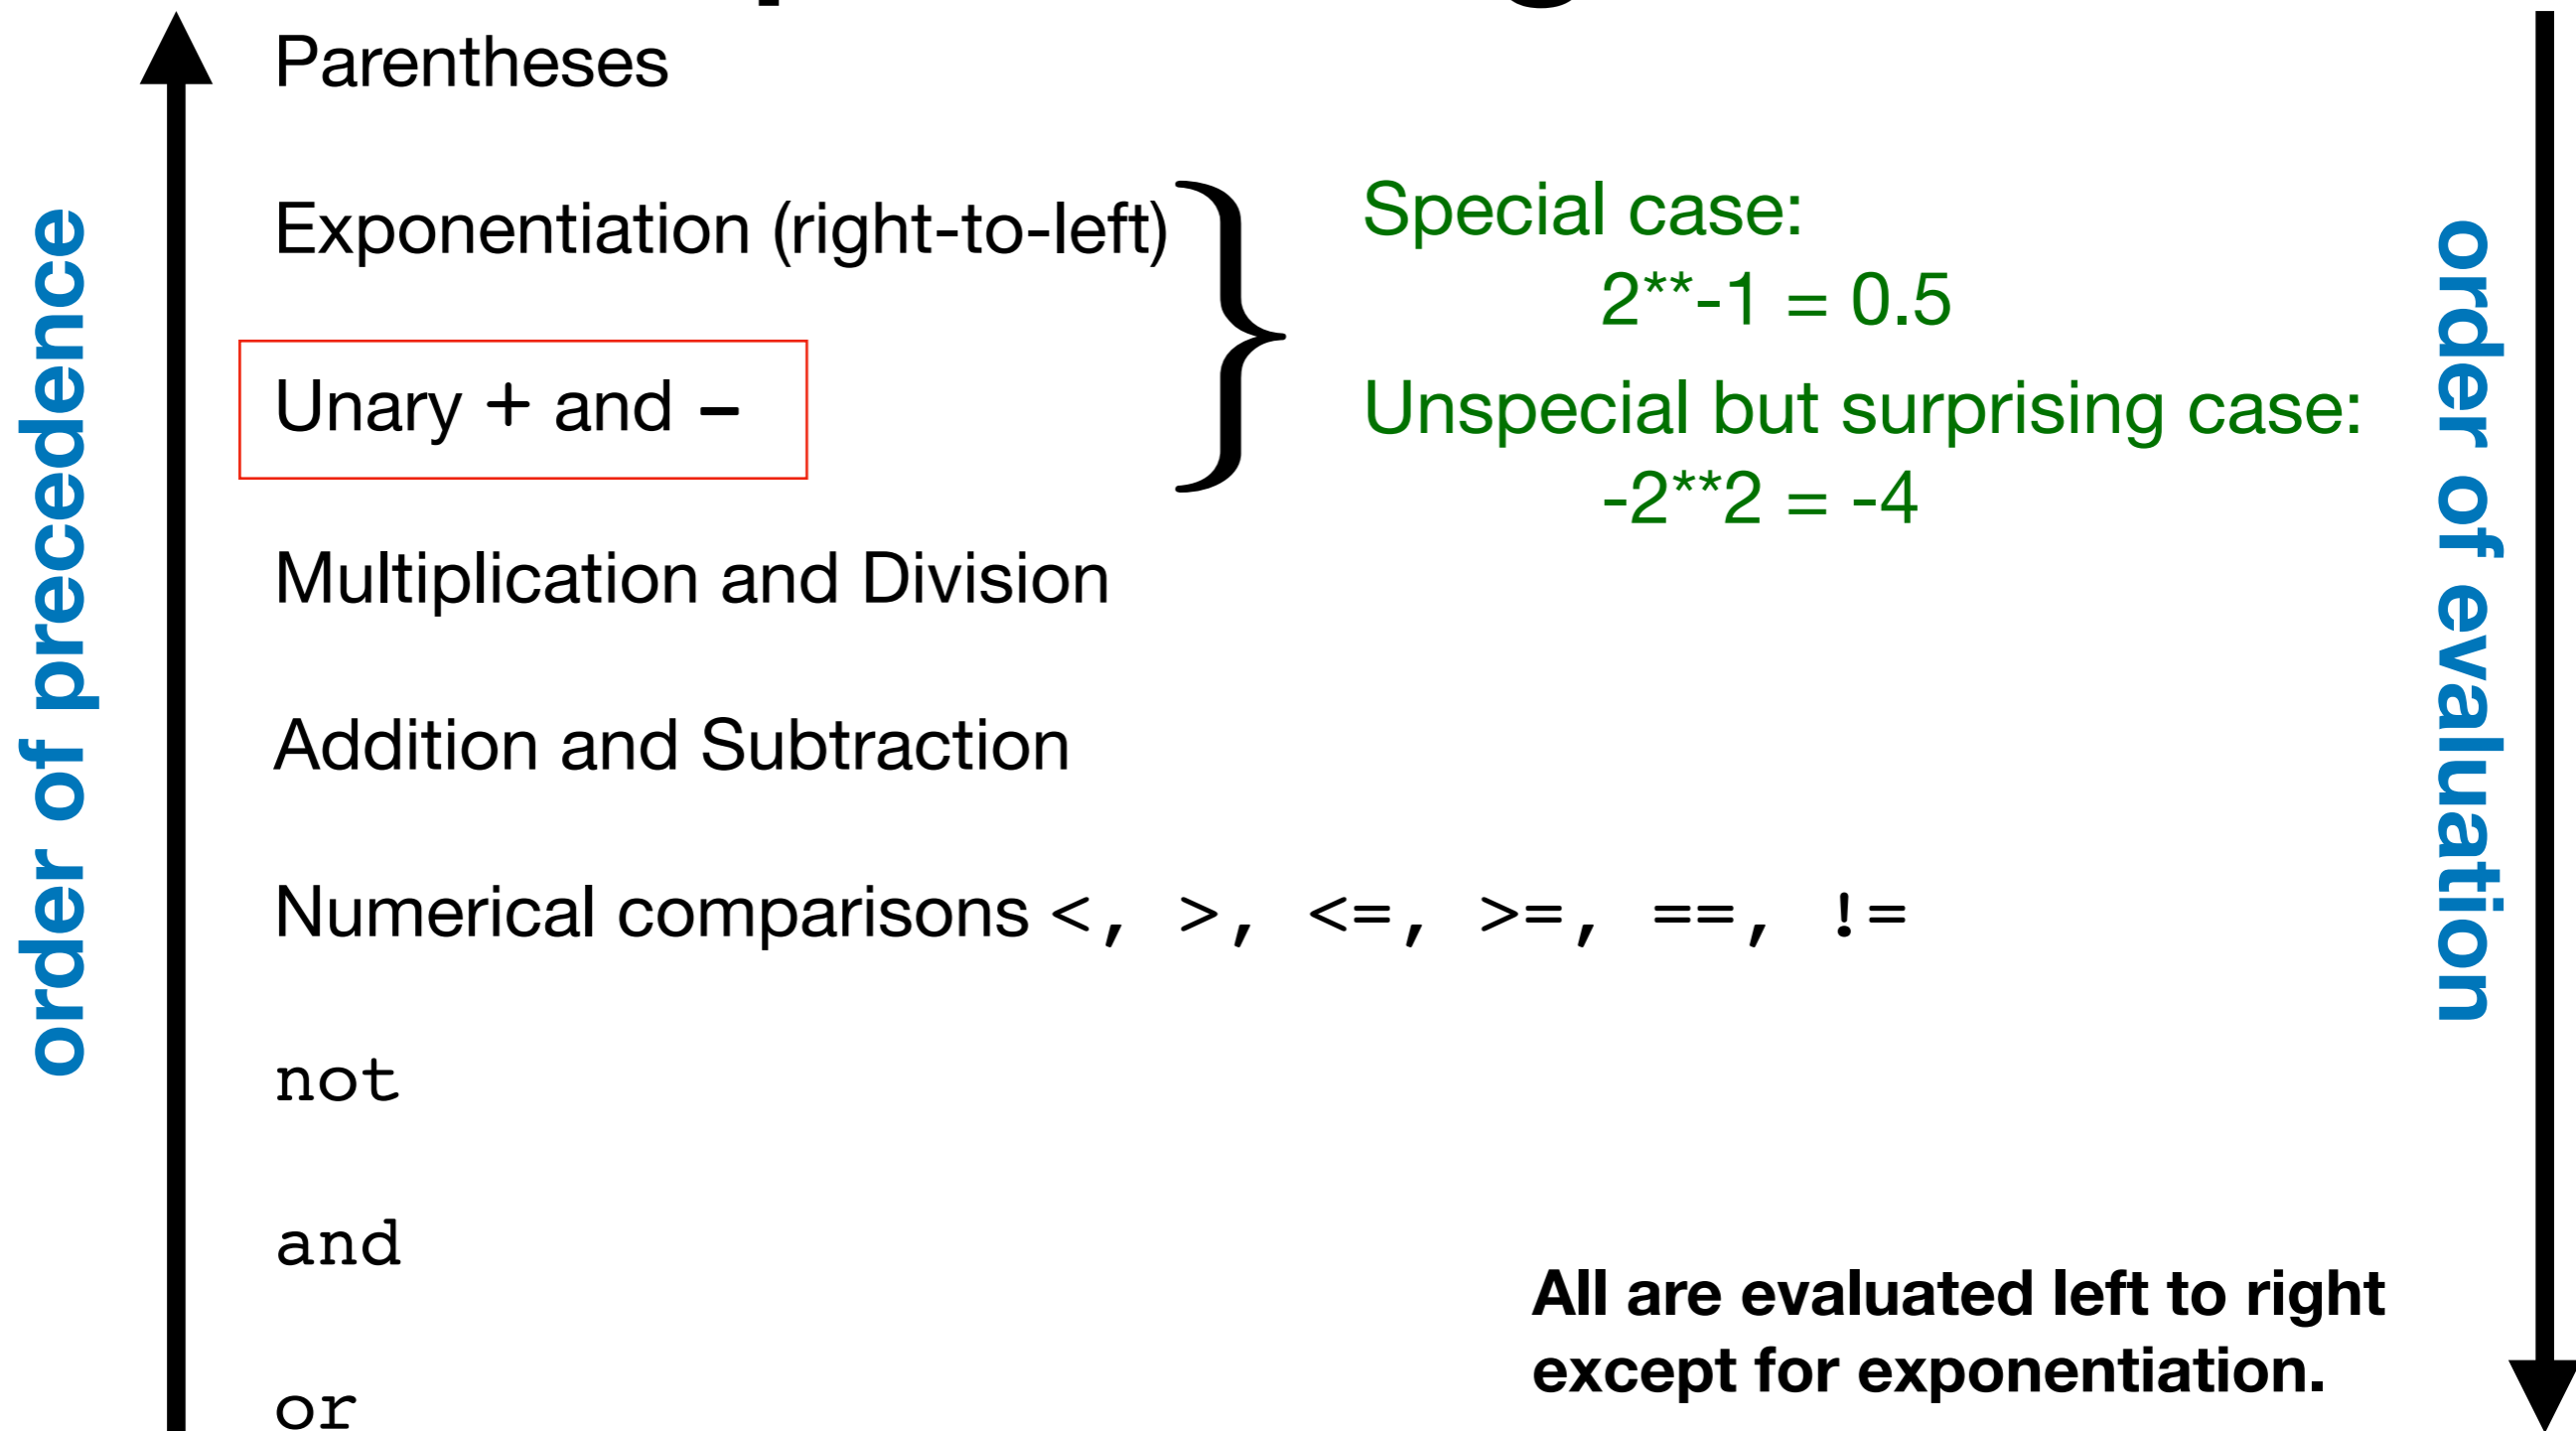 Parentheses
Exponentiation (right-to-left)
Unary + and –
Multiplication and Division
Addition and Subtraction
Numerical comparisons <, >, <=, >=, ==, !=
not
and
or
Special case:
2**-1 = 0.5
Unspecial but surprising case:
-2**2 = -4
All are evaluated left to right
except for exponentiation.
order of precedence
order of evaluation